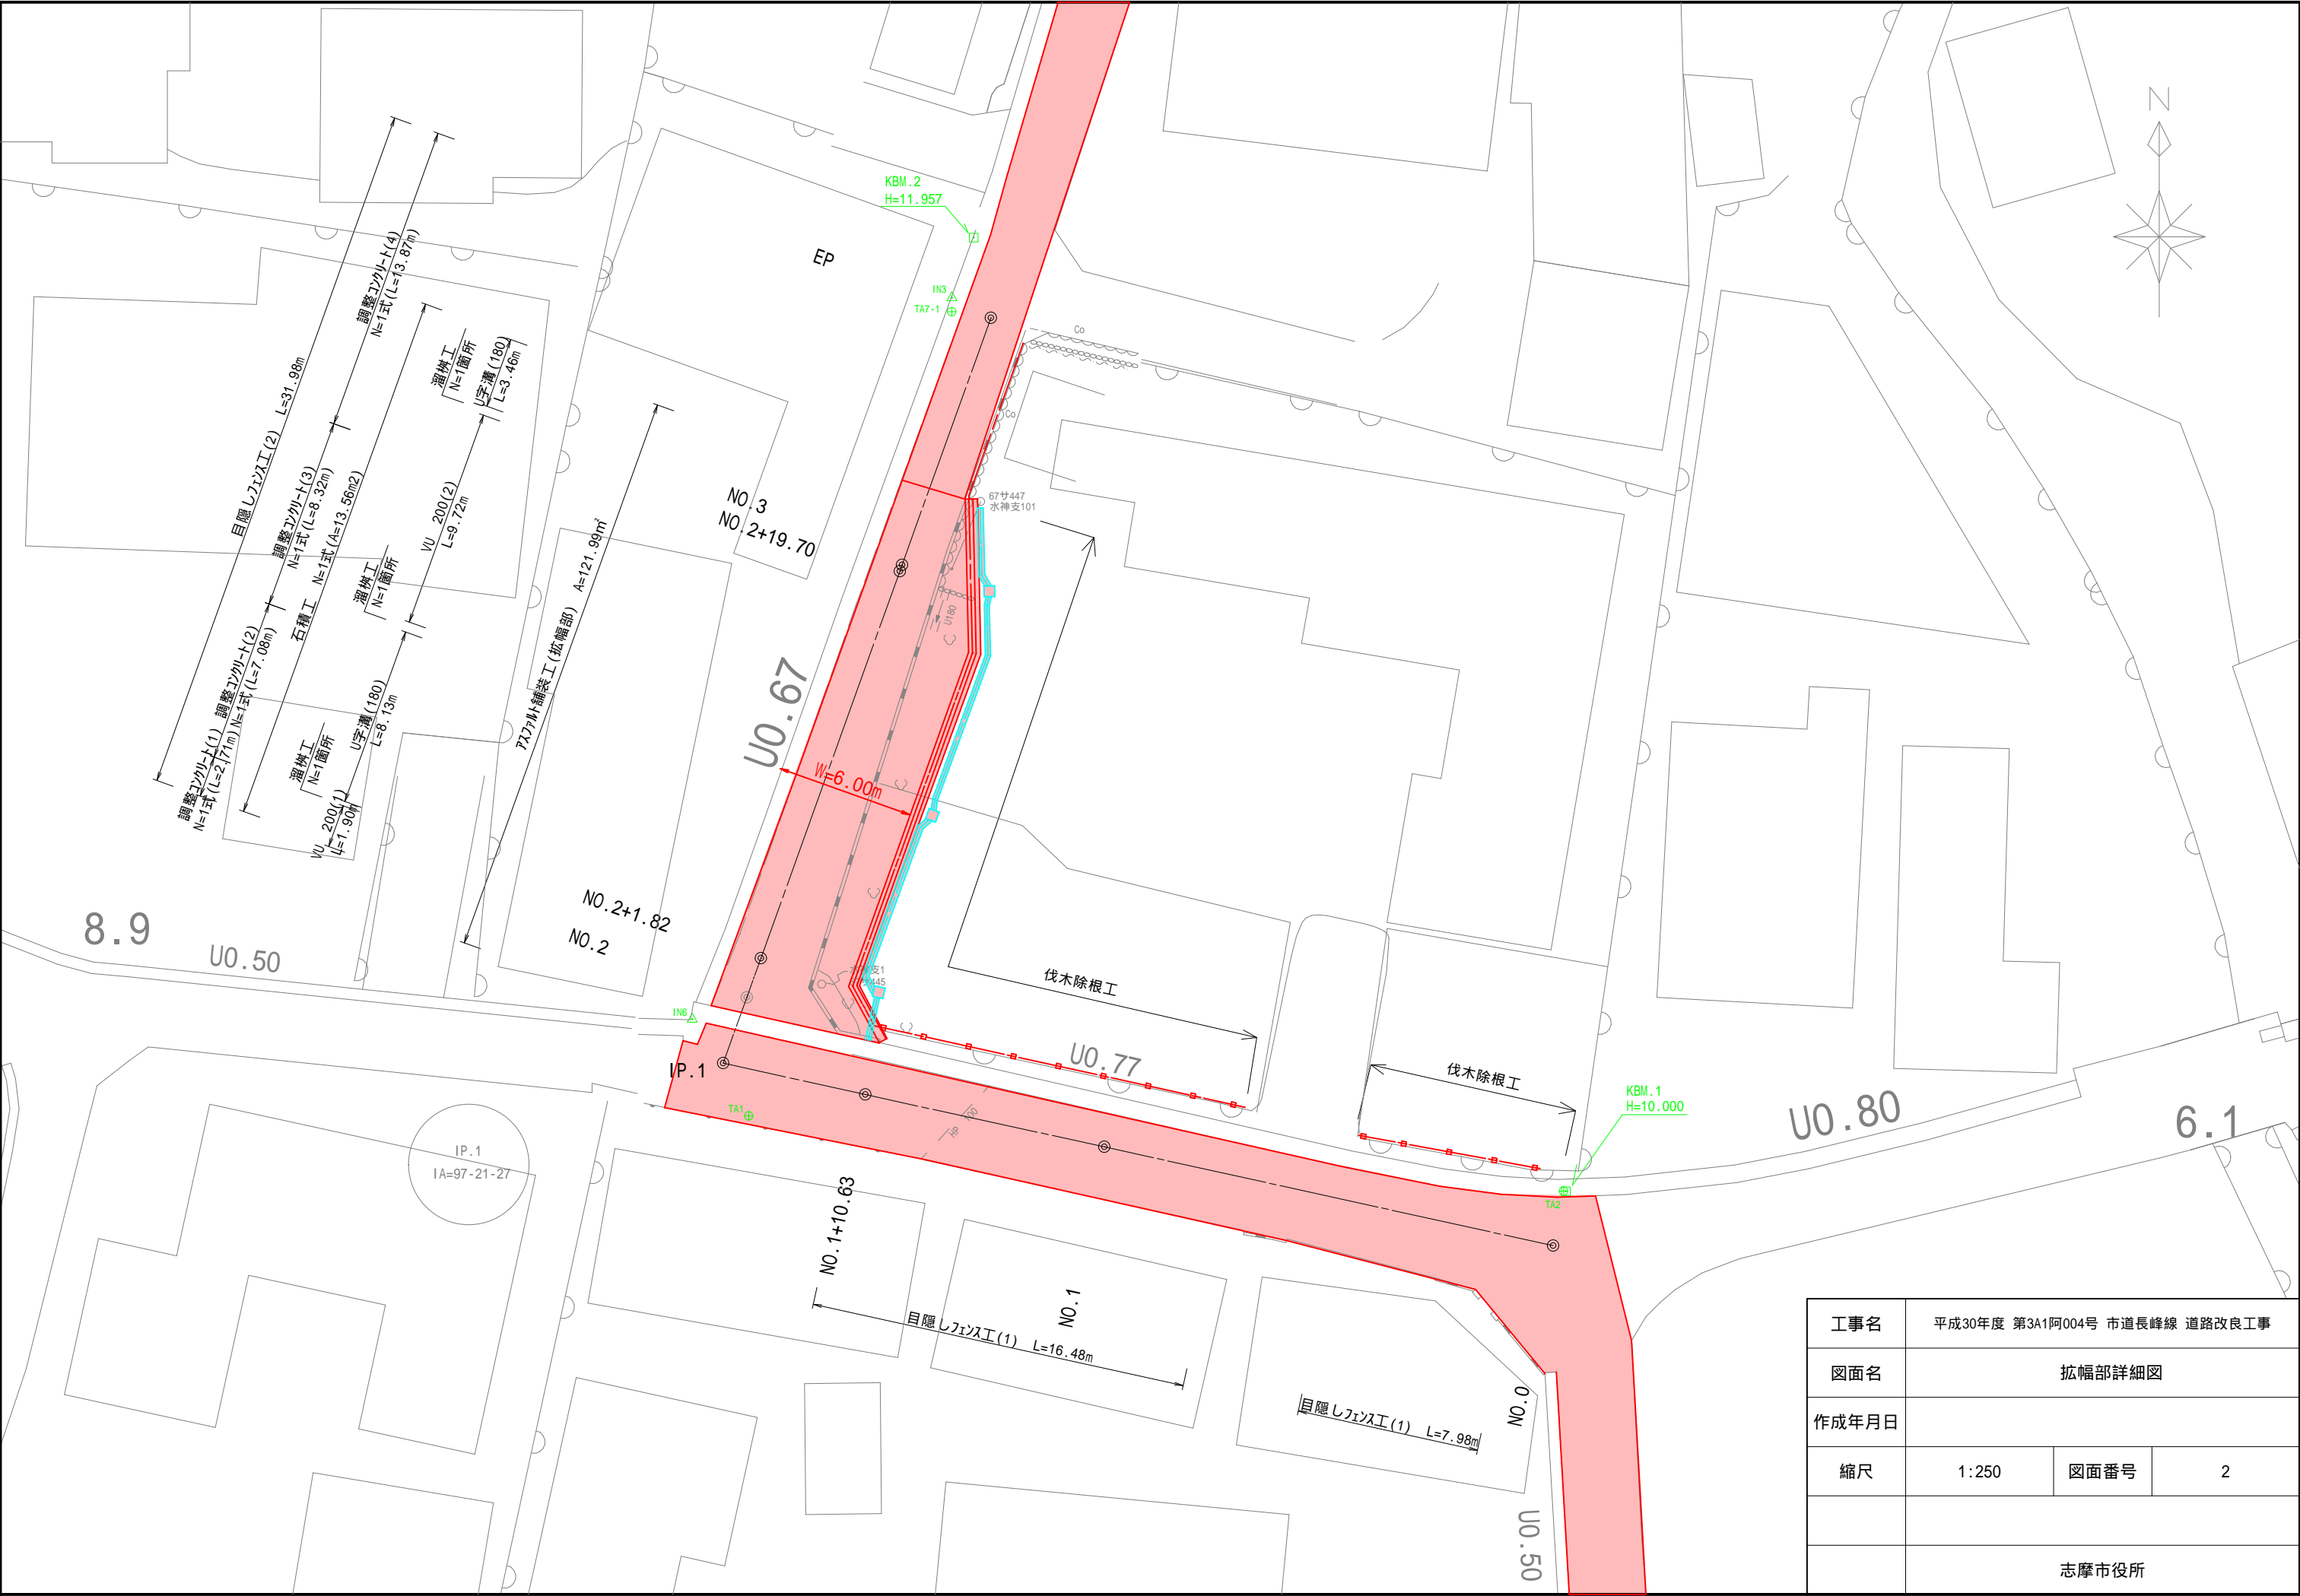 N
KBM.2
H=11.957
EP
IN3
TA7-1
Co
Co
67サ447
水神支101
U180
目隠しフェンス工(2) L=31.98m
調整コンクリート(4)
N=1式(L=13.87m)
調整コンクリート(3)
N=1式(L=8.32m)
調整コンクリート(2)
N=1式(L=7.08m)
調整コンクリート(1)
N=1式(L=2.71m)
石積工 N=1式(A=13.56m2)
溜桝工
N=1箇所
U字溝(180)
L=3.46m
VU 200(2)
L=9.72m
溜桝工
N=1箇所
U字溝(180)
L=8.13m
溜桝工
N=1箇所
VU 200(1)
L=1.90m
アスファルト舗装工(拡幅部) A=121.99m²
NO.3
NO.2+19.70
U0.67
W=6.00m
NO.2+1.82
NO.2
8.9
U0.50
IN6
IP.1
TA1
伐木除根工
U0.77
伐木除根工
KBM.1
H=10.000
TA2
U0.80
6.1
IP.1
IA=97-21-27
NO.1+10.63
NO.1
目隠しフェンス工(1) L=16.48m
目隠しフェンス工(1) L=7.98m
NO.0
U0.50
工事名 平成30年度 第3A1阿004号 市道長峰線 道路改良工事
図面名 拡幅部詳細図
作成年月日
縮尺 1:250 図面番号 2
志摩市役所